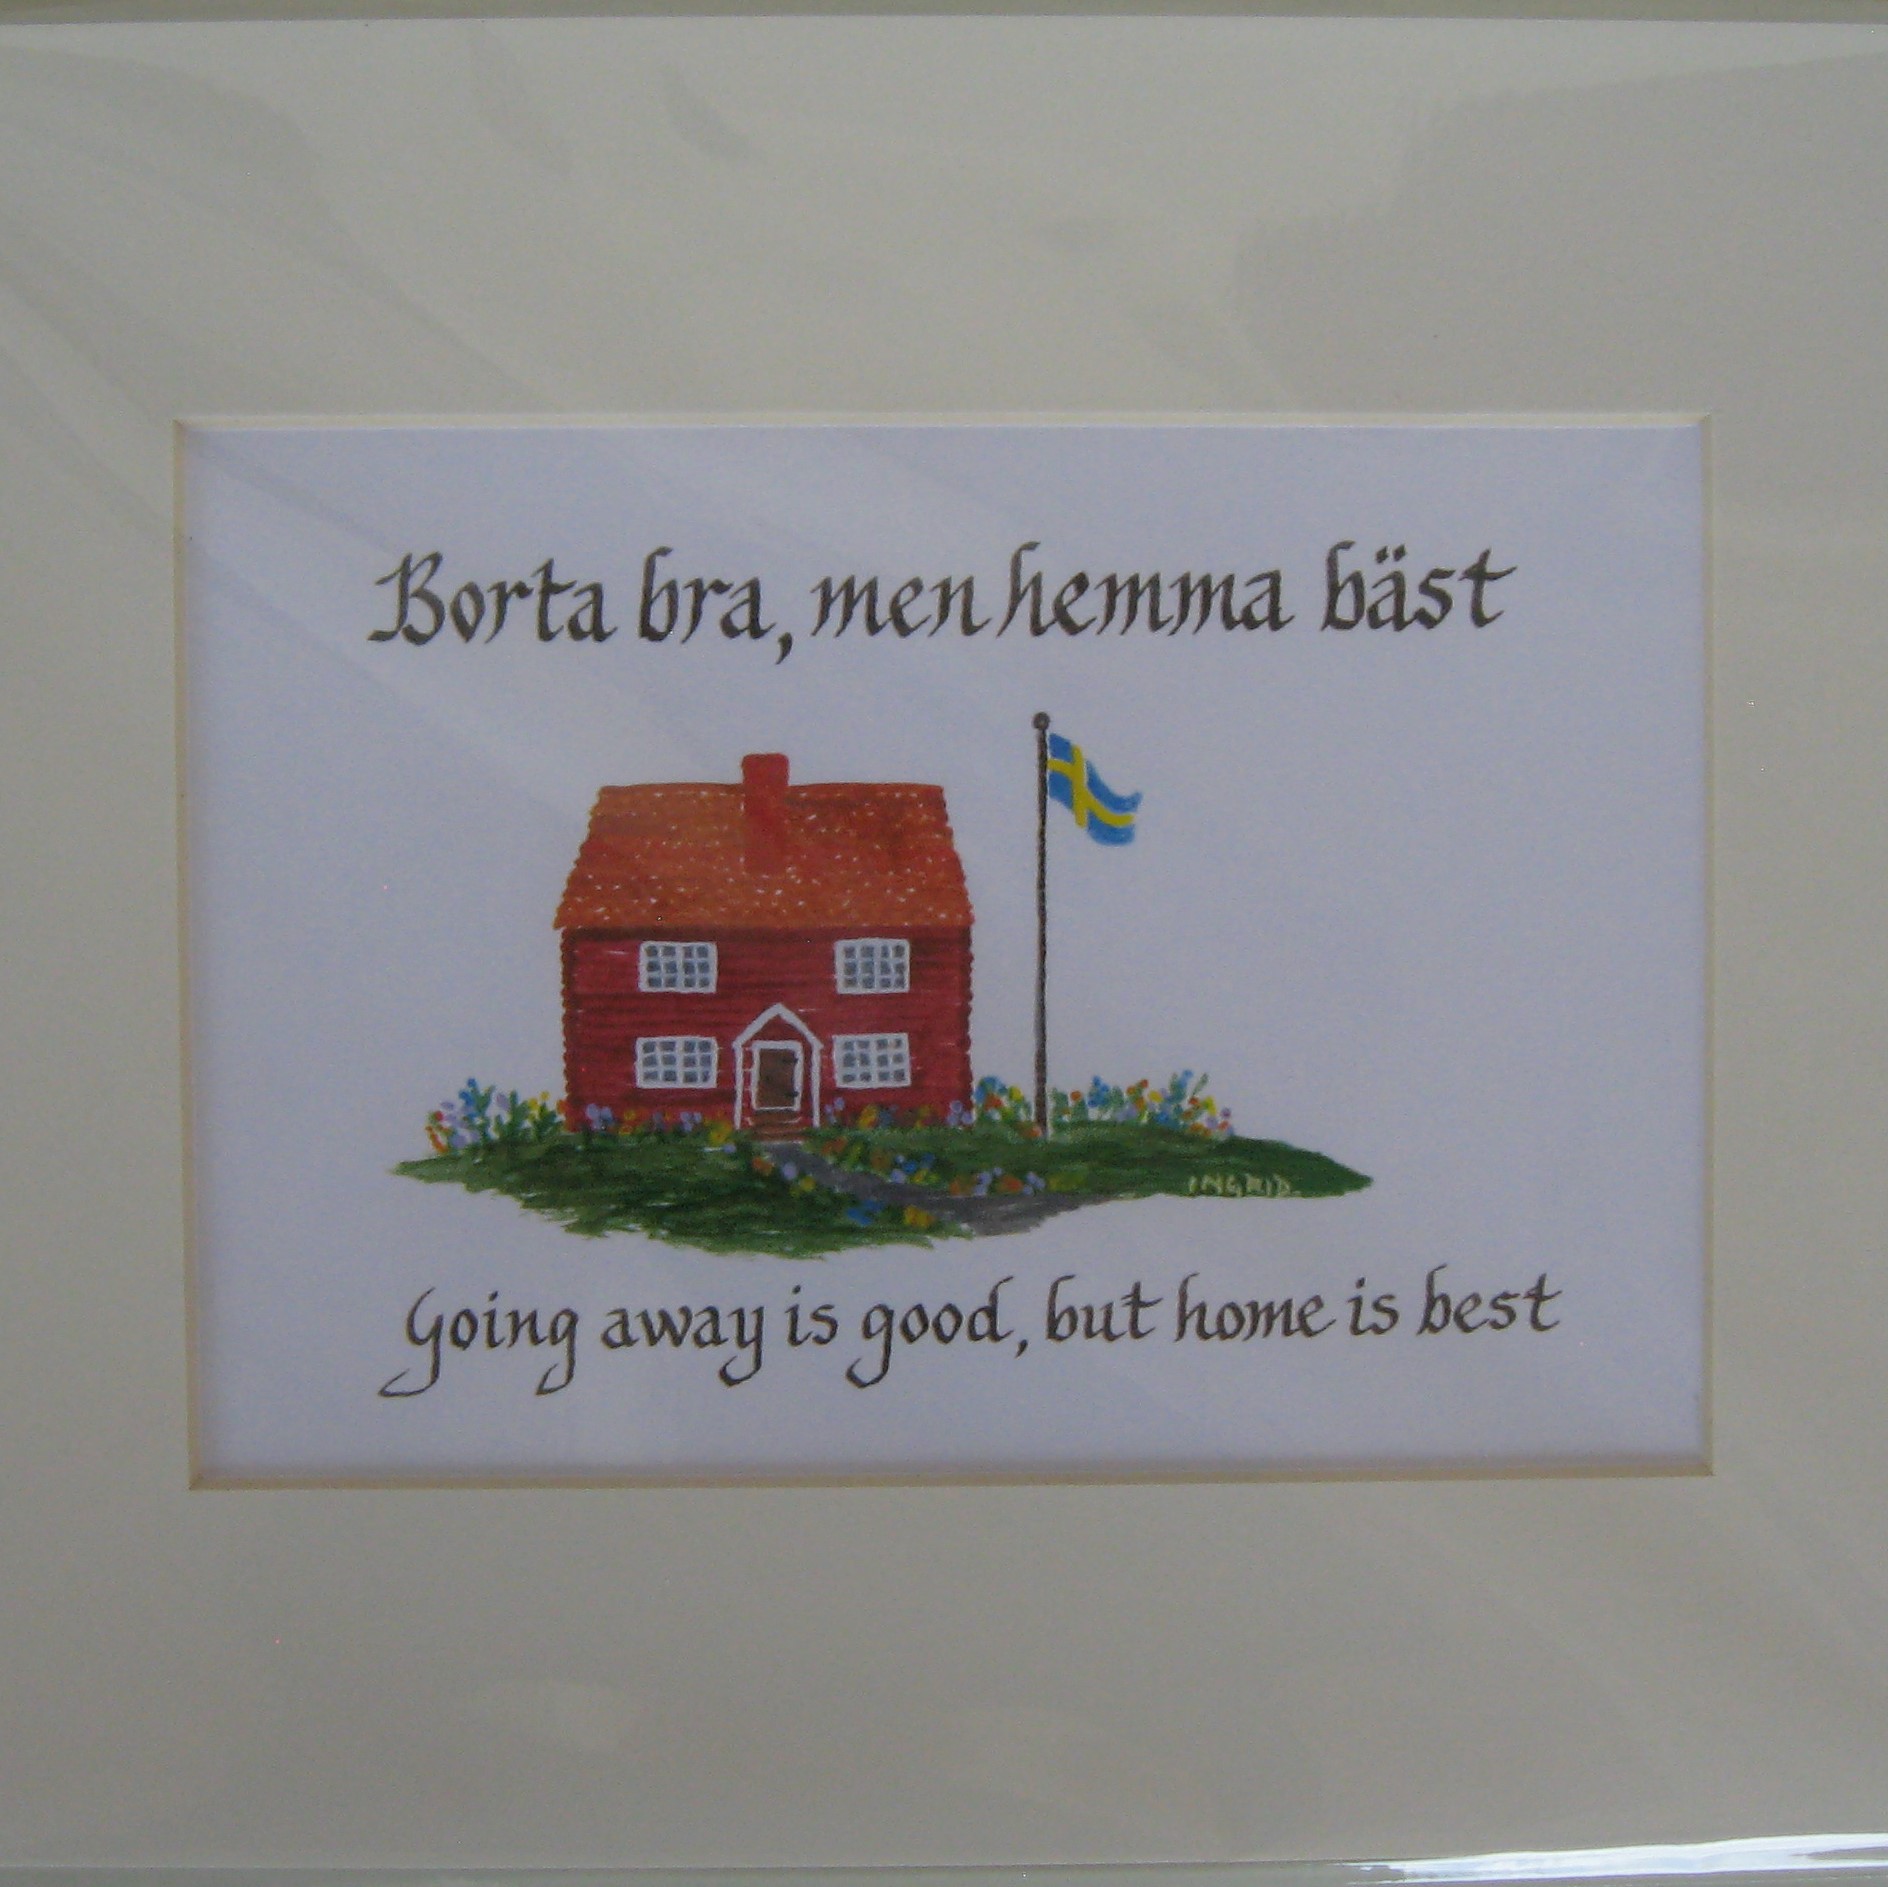 Borta bra, men hemma bäst
INGRID.
Going away is good, but home is best